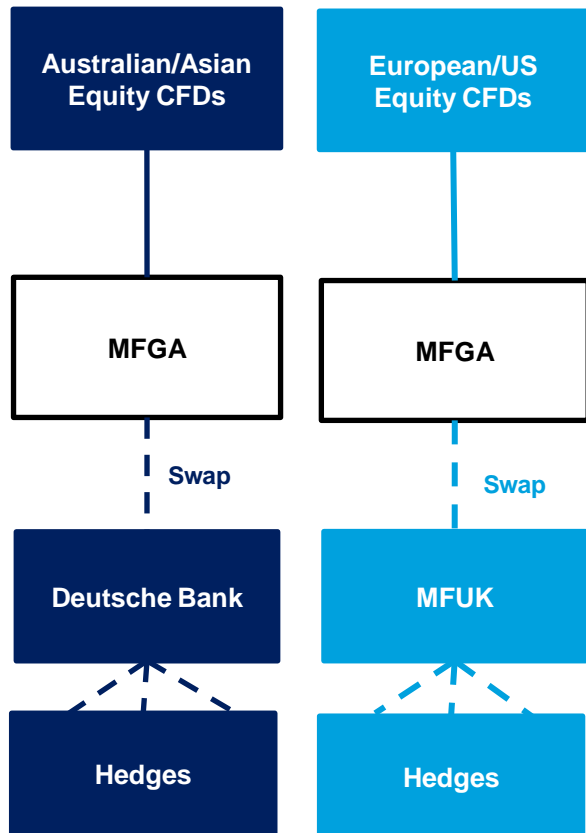 Australian/Asian
Equity CFDs
MFGA
Swap
Deutsche Bank
Hedges
European/US
Equity CFDs
MFGA
Swap
MFUK
Hedges